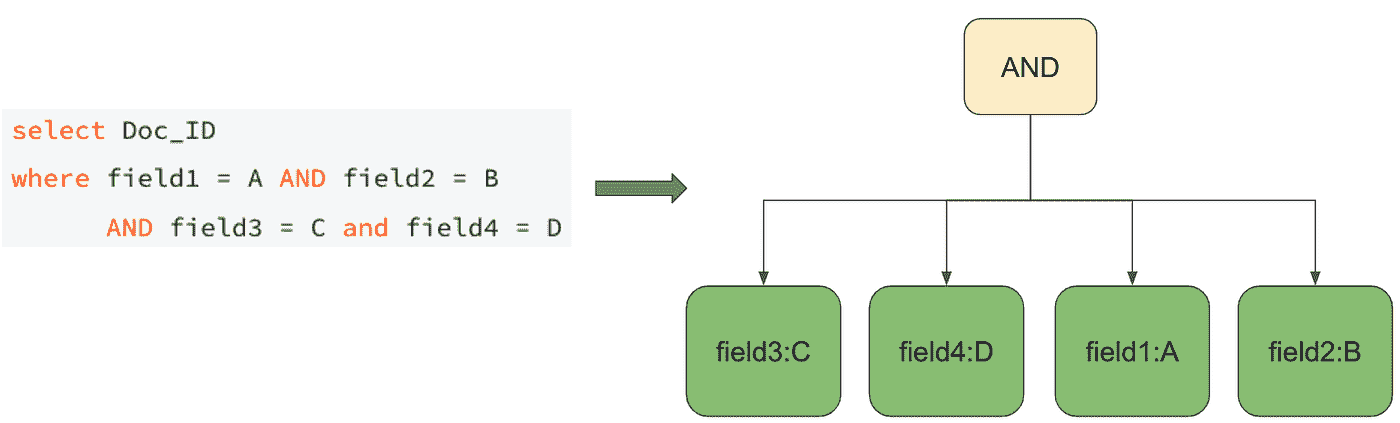 select Doc_ID
where field1 = A AND field2 = B
AND field3 = C and field4 = D
AND
field3:C
field4:D
field1:A
field2:B